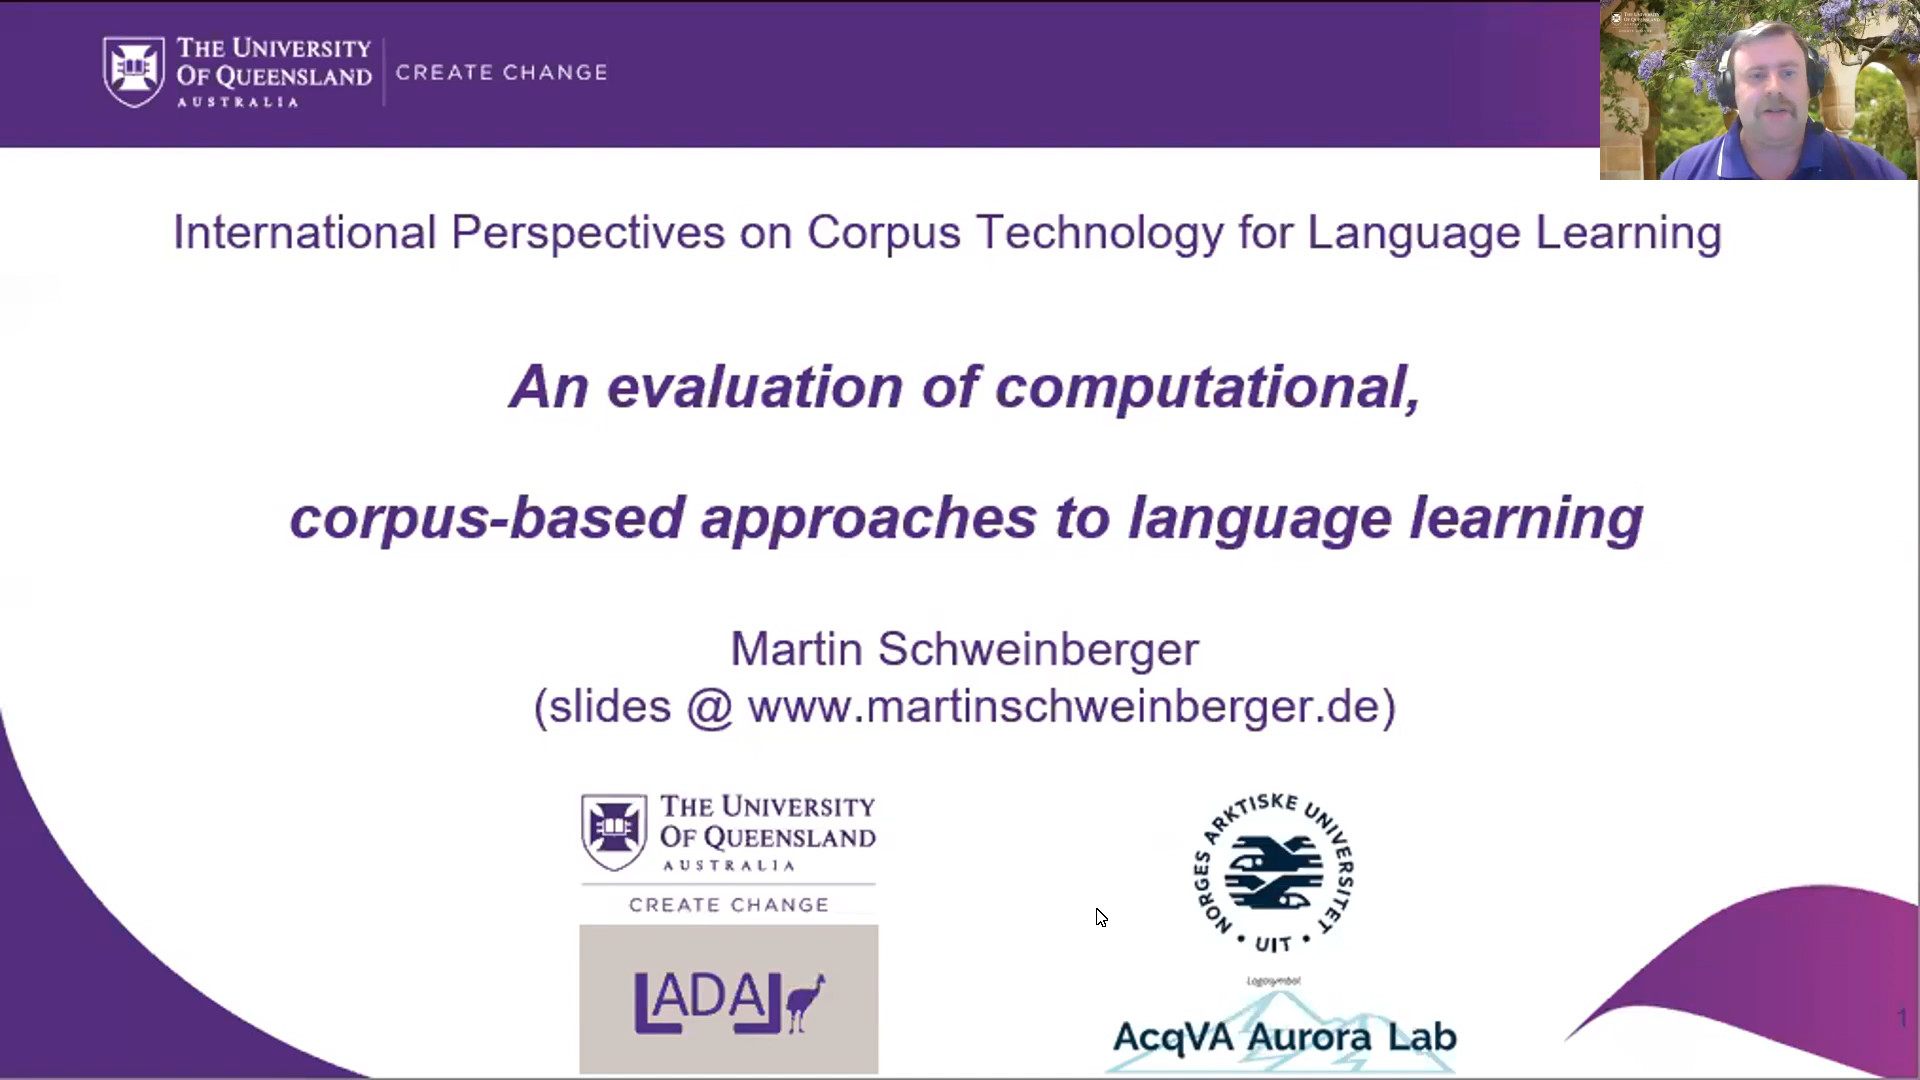 THE UNIVERSITY
OF QUEENSLAND
AUSTRALIA
CREATE CHANGE
International Perspectives on Corpus Technology for Language Learning
An evaluation of computational,
corpus-based approaches to language learning
Martin Schweinberger
(slides @ www.martinschweinberger.de)
THE UNIVERSITY
OF QUEENSLAND
AUSTRALIA
CREATE CHANGE
LADAL
NORGES ARKTISKE UNIVERSITET
• UIT •
Logosymbol
AcqVA Aurora Lab
1